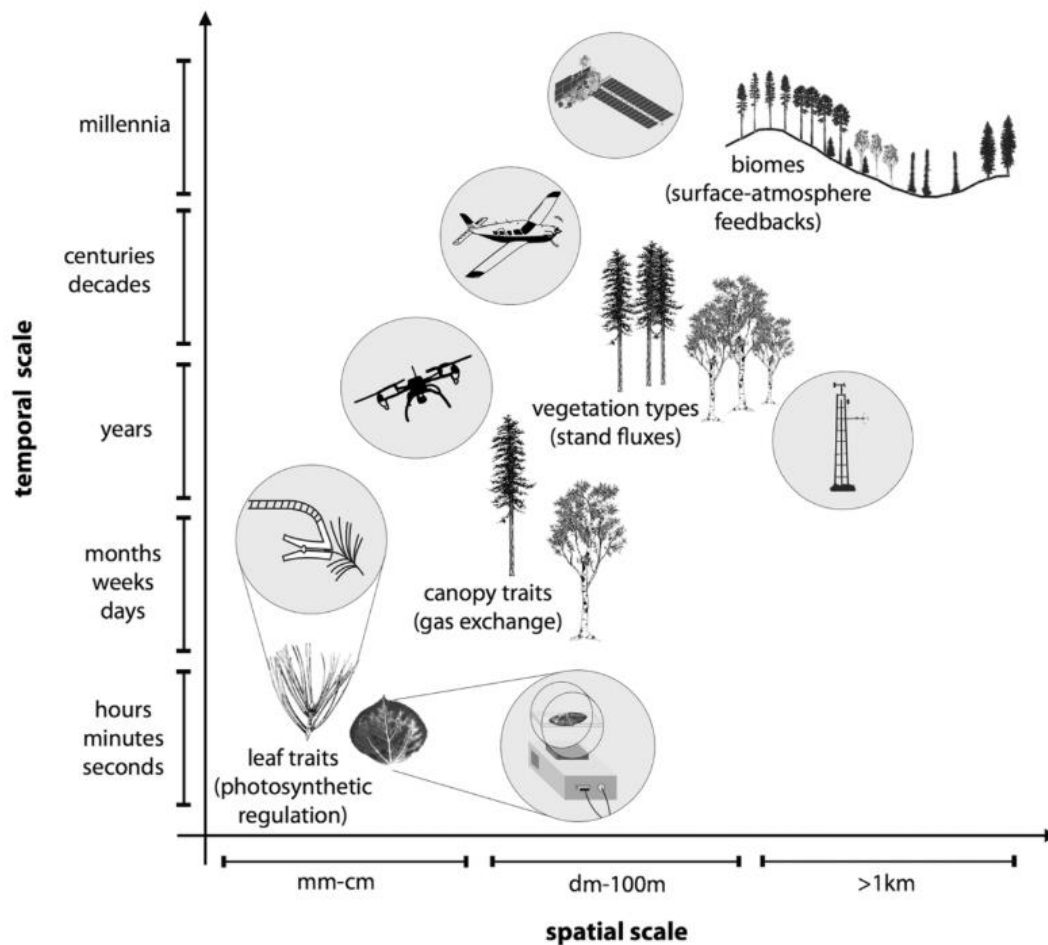 temporal scale
millennia
centuries
decades
years
months
weeks
days
hours
minutes
seconds
biomes
(surface-atmosphere
feedbacks)
vegetation types
(stand fluxes)
canopy traits
(gas exchange)
leaf traits
(photosynthetic
regulation)
mm-cm
dm-100m
>1km
spatial scale